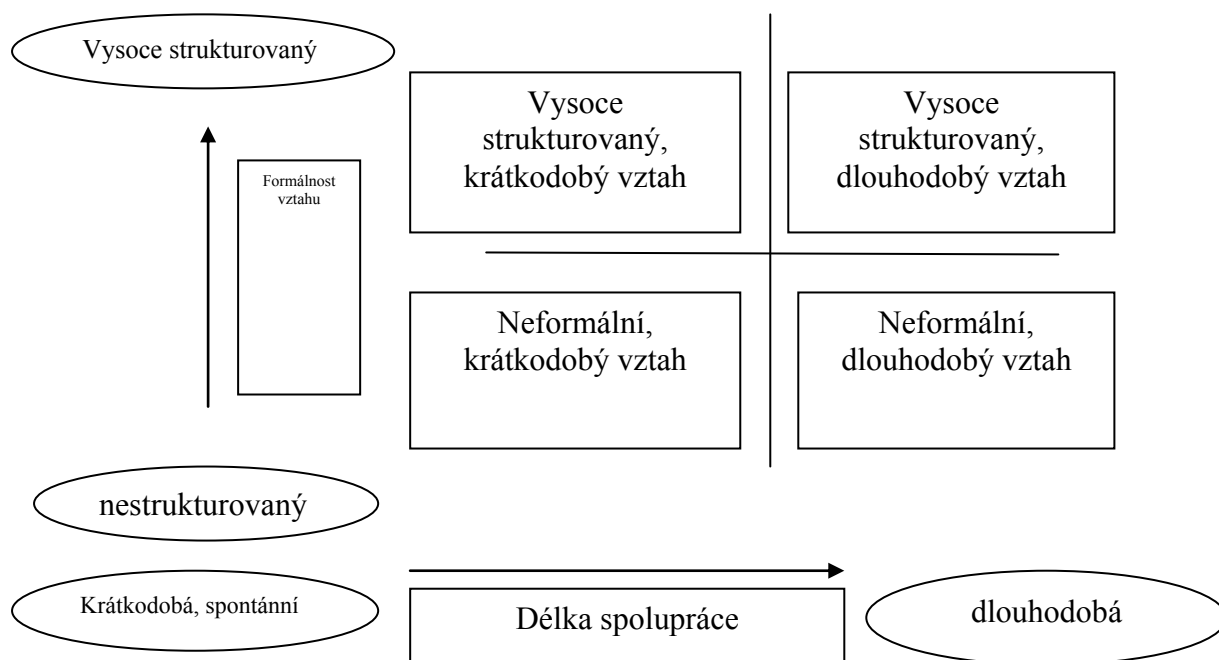 Vysoce strukturovaný
Vysoce
strukturovaný,
krátkodobý vztah
Vysoce
strukturovaný,
dlouhodobý vztah
Formálnost
vztahu
Neformální,
krátkodobý vztah
Neformální,
dlouhodobý vztah
nestrukturovaný
Krátkodobá, spontánní
Délka spolupráce
dlouhodobá